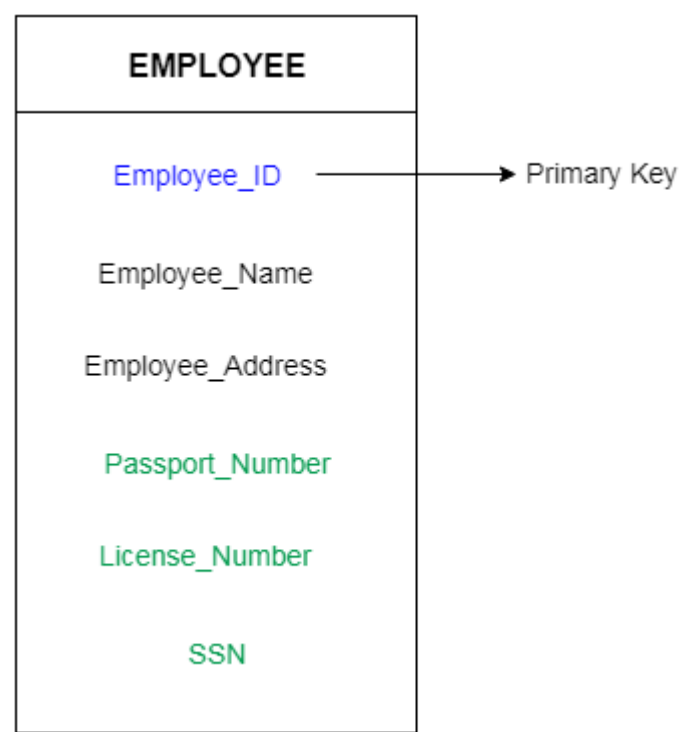 EMPLOYEE
Employee_ID
Primary Key
Employee_Name
Employee_Address
Passport_Number
License_Number
SSN